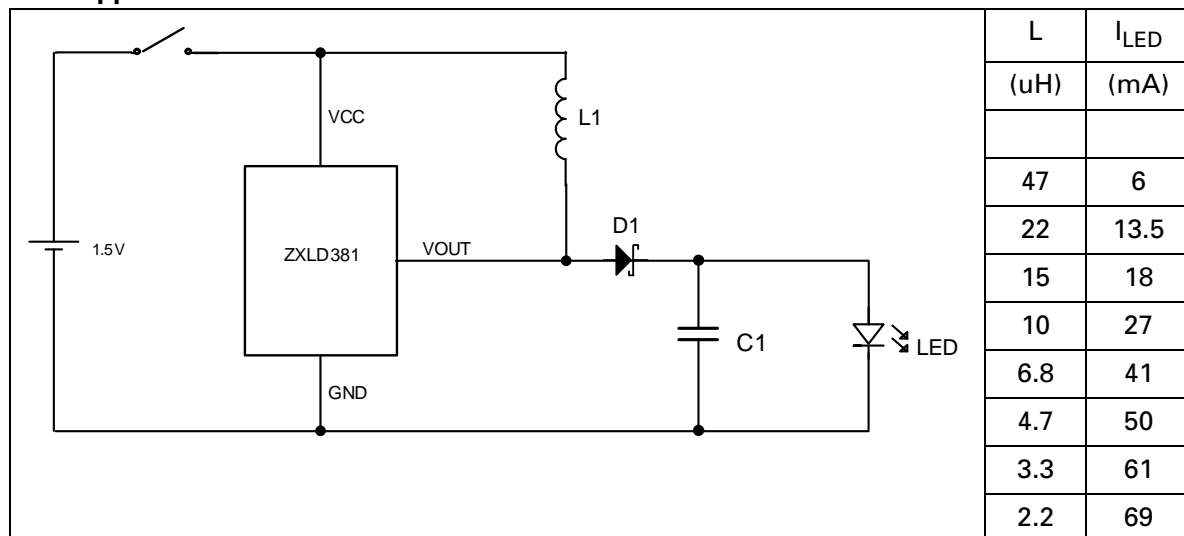 VCC
L1
1.5V
ZXLD381
VOUT
D1
C1
LED
GND
L I_LED
(uH) (mA)
47 6
22 13.5
15 18
10 27
6.8 41
4.7 50
3.3 61
2.2 69